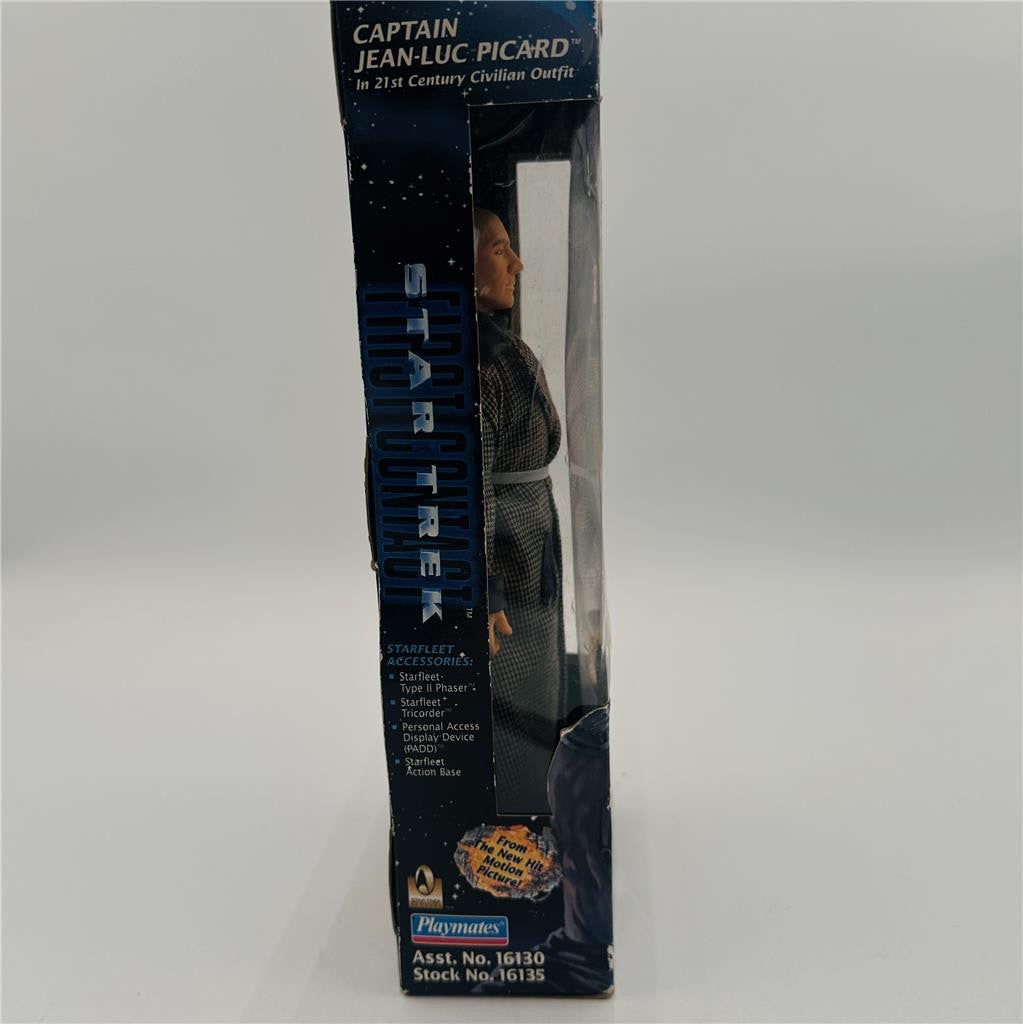 CAPTAIN
JEAN-LUC PICARD™
In 21st Century Civilian Outfit
STAR TREK
FIRST CONTACT™
STARFLEET
ACCESSORIES:
Starfleet
Type II Phaser™
Starfleet
Tricorder™
Personal Access
Display Device
(PADD)™
Starfleet
Action Base
From
The New Hit
Motion
Picture!
STAR TREK
Playmates®
Asst. No. 16130
Stock No. 16135